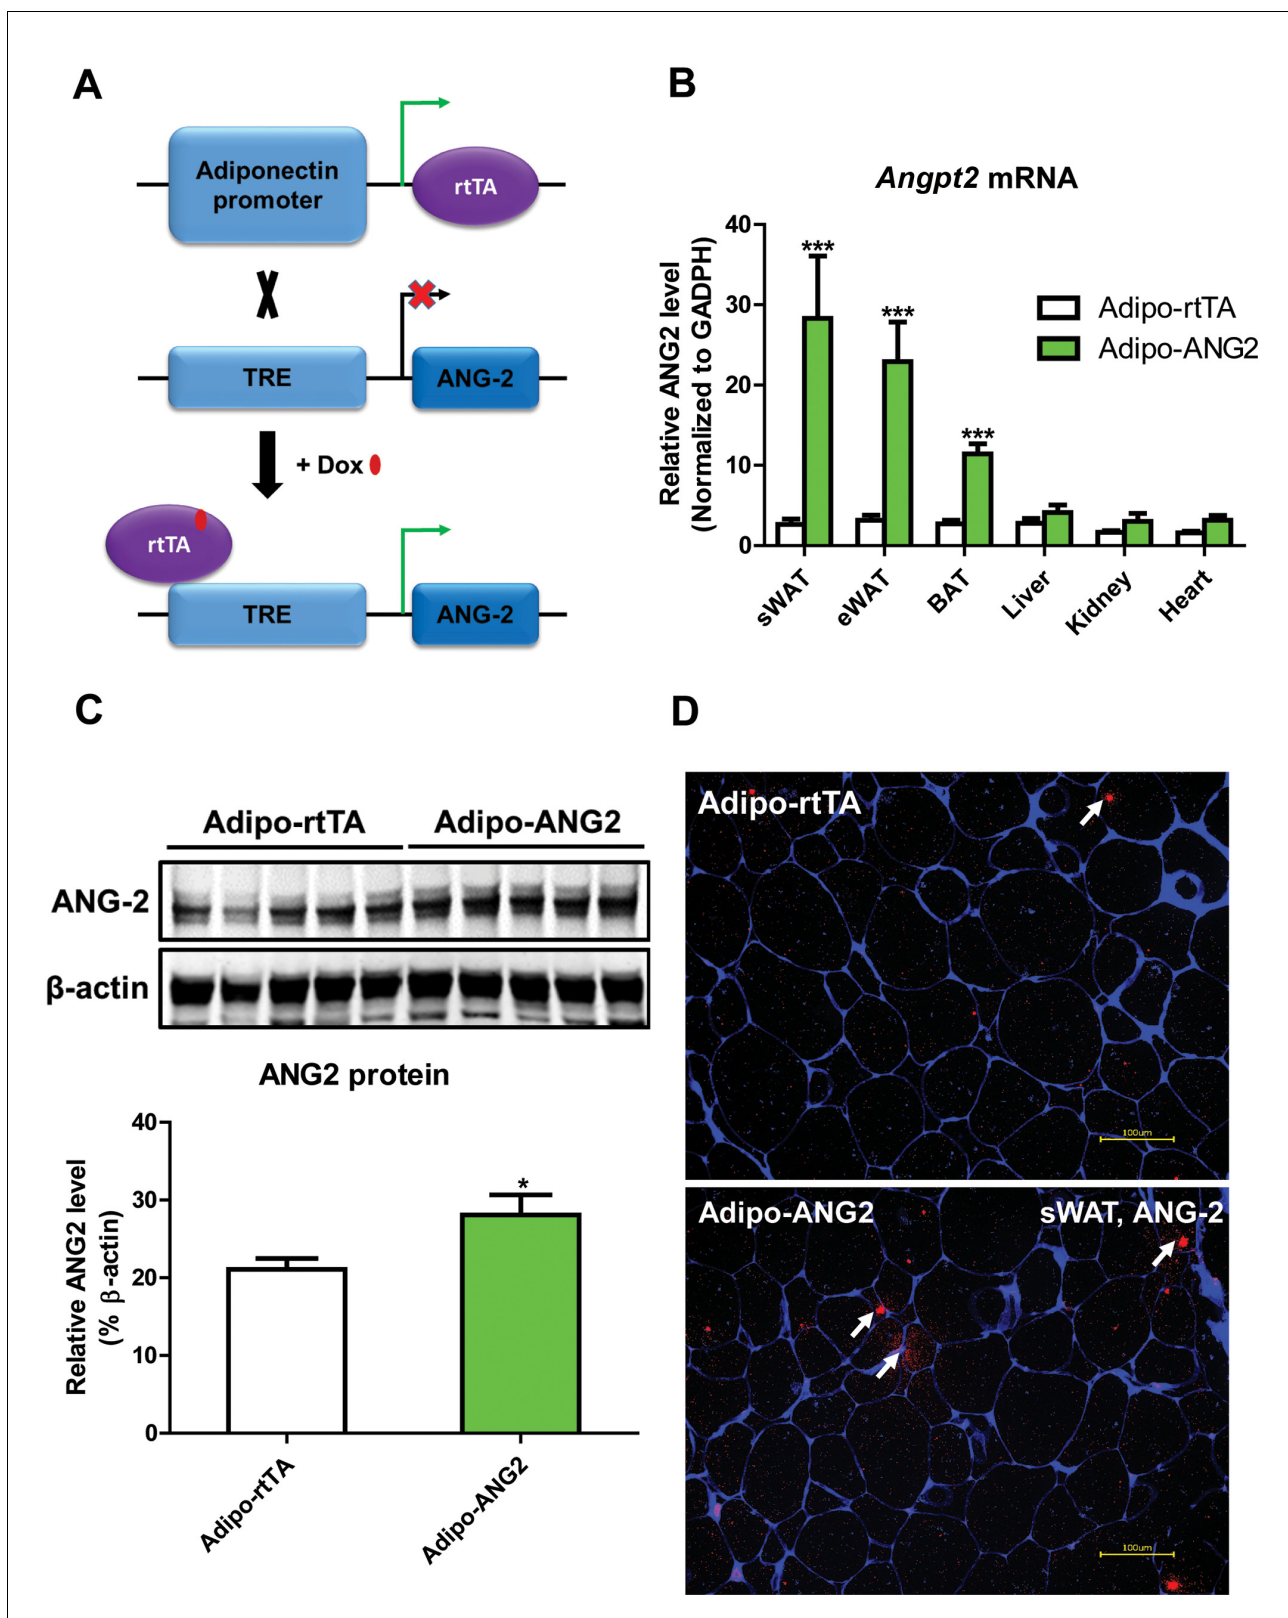 A
Adiponectin
promoter
rtTA
X
TRE
ANG-2
+ Dox
rtTA
TRE
ANG-2
B
Angpt2 mRNA
Relative ANG2 level
(Normalized to GADPH)
40
30
20
10
0
***
***
***
Adipo-rtTA
Adipo-ANG2
sWAT
eWAT
BAT
Liver
Kidney
Heart
C
Adipo-rtTA
Adipo-ANG2
ANG-2
β-actin
ANG2 protein
Relative ANG2 level
(% β-actin)
40
30
20
10
0
*
Adipo-rtTA
Adipo-ANG2
D
Adipo-rtTA
100um
Adipo-ANG2
sWAT, ANG-2
100um